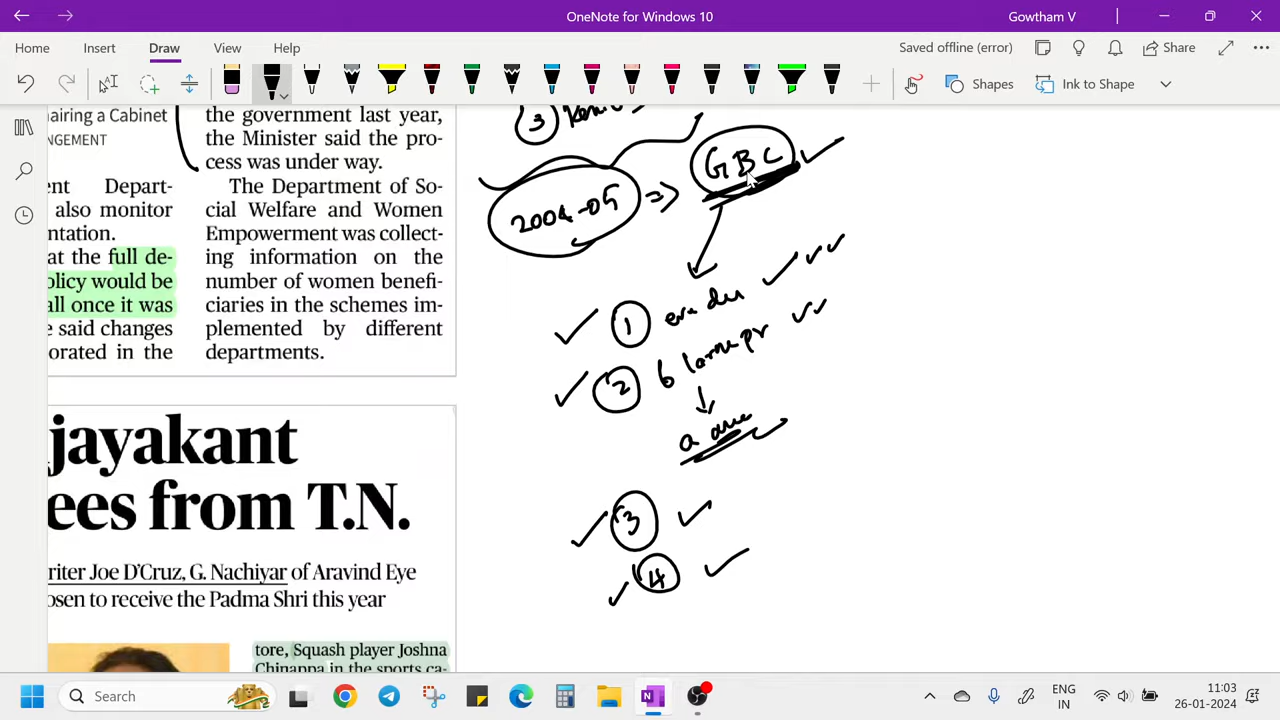 OneNote for Windows 10
Gowtham V
Home Insert Draw View Help
Saved offline (error)
Share
Shapes
Ink to Shape
airing a Cabinet
NGEMENT
ent Depart-
also monitor
ntation.
at the full de-
olicy would be
all once it was
e said changes
orated in the
the government last year,
the Minister said the pro-
cess was under way.
The Department of So-
cial Welfare and Women
Empowerment was collect-
ing information on the
number of women benefi-
ciaries in the schemes im-
plemented by different
departments.
jayakant
ees from T.N.
riter Joe D'Cruz, G. Nachiyar of Aravind Eye
osen to receive the Padma Shri this year
tore, Squash player Joshna
Chinappa in the sports ca-
3
2004-05 => GBC
1
2 6
a
3
4
Search
ENG
IN
11:03
26-01-2024